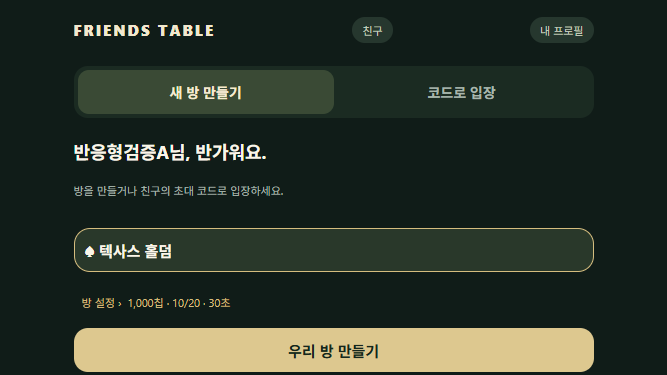 FRIENDS TABLE
친구
내 프로필
새 방 만들기
코드로 입장
반응형검증A님, 반가워요.
방을 만들거나 친구의 초대 코드로 입장하세요.
♠ 텍사스 홀덤
방 설정 › 1,000칩 · 10/20 · 30초
우리 방 만들기